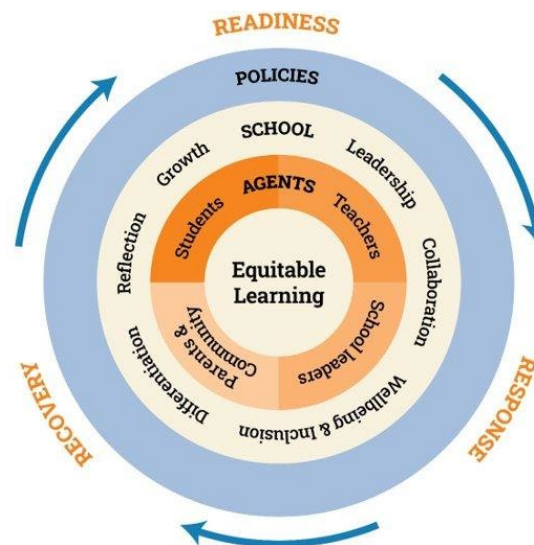 READINESS
POLICIES
SCHOOL
Growth
Leadership
AGENTS
Students
Teachers
Reflection
Collaboration
Equitable
Learning
Parents &
Community
School leaders
Differentiation
Wellbeing & Inclusion
RECOVERY
RESPONSE